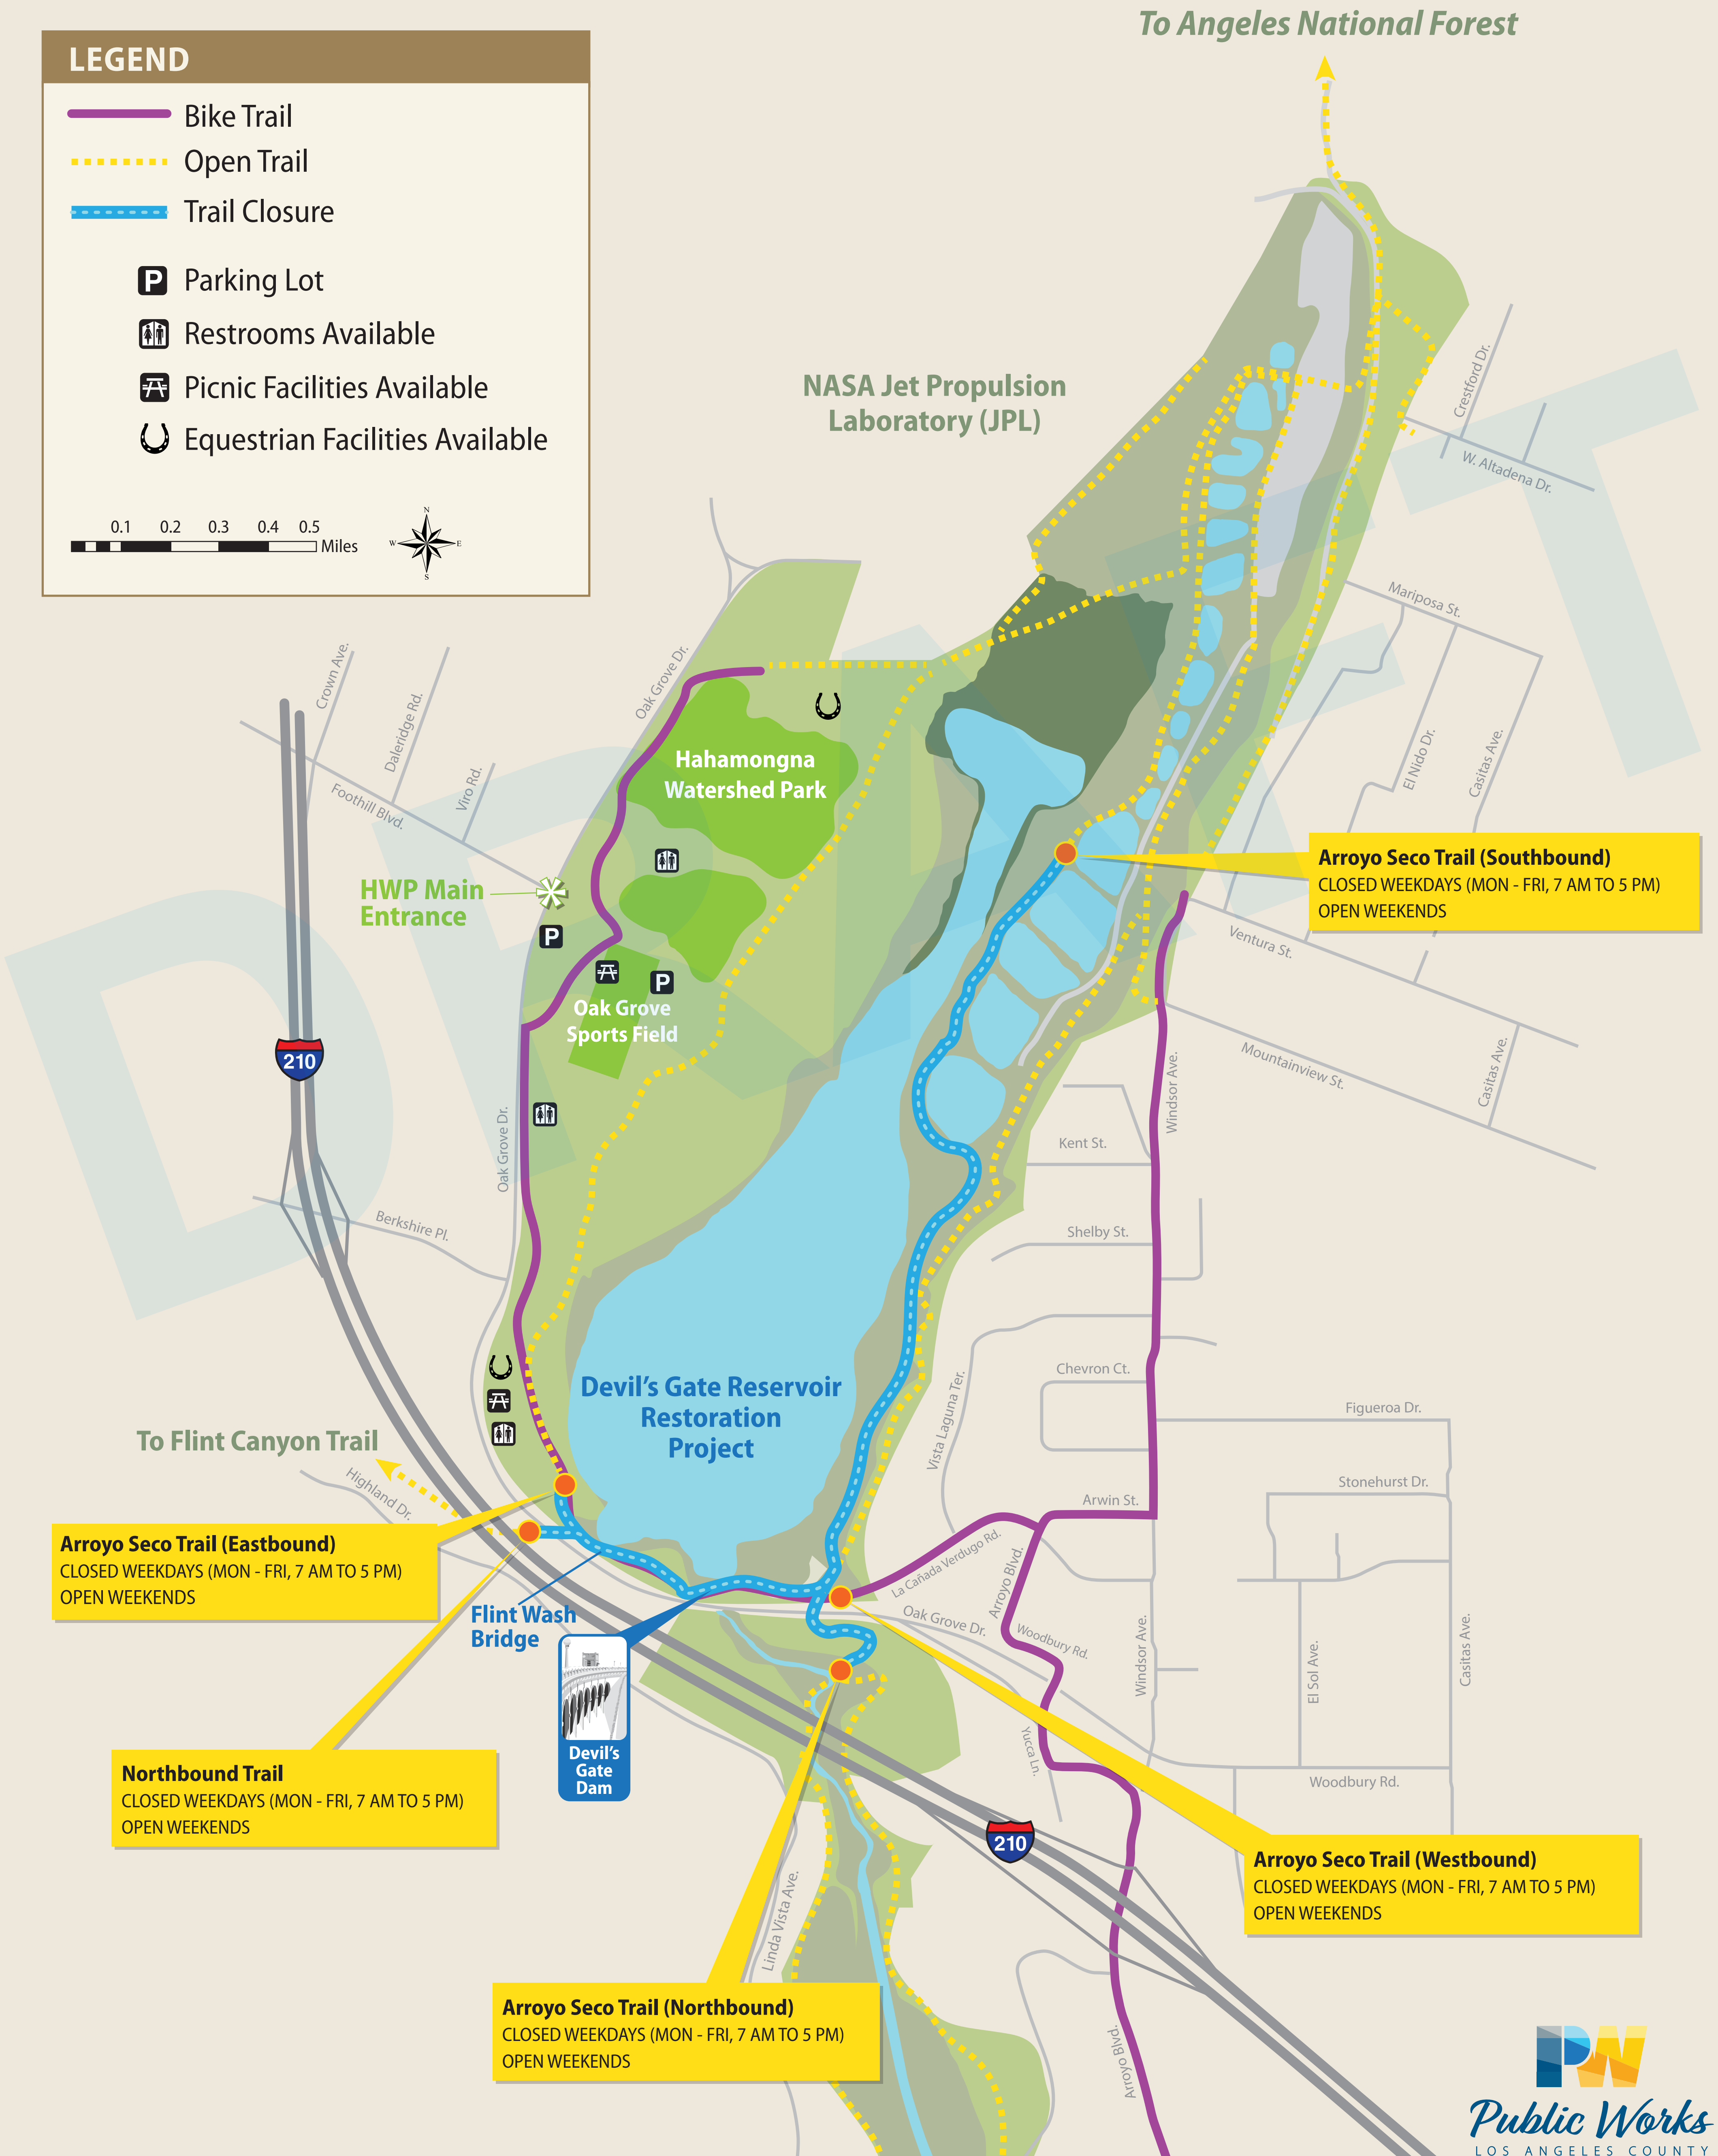 To Angeles National Forest
LEGEND
Bike Trail
Open Trail
Trail Closure
P
Parking Lot
Restrooms Available
Picnic Facilities Available
Equestrian Facilities Available
0.1 0.2 0.3 0.4 0.5
Miles
N
W E
S
NASA Jet Propulsion
Laboratory (JPL)
Crestford Dr.
W. Altadena Dr.
Mariposa St.
El Nido Dr.
Casitas Ave.
Crown Ave.
Daleridge Rd.
Viro Rd.
Foothill Blvd.
Oak Grove Dr.
Hahamongna
Watershed Park
HWP Main
Entrance
P
P
Oak Grove
Sports Field
Arroyo Seco Trail (Southbound)
CLOSED WEEKDAYS (MON - FRI, 7 AM TO 5 PM)
OPEN WEEKENDS
Ventura St.
Mountainview St.
Casitas Ave.
Windsor Ave.
210
Oak Grove Dr.
Berkshire Pl.
Kent St.
Shelby St.
Chevron Ct.
Vista Laguna Ter.
Figueroa Dr.
Stonehurst Dr.
Arwin St.
Devil's Gate Reservoir
Restoration
Project
To Flint Canyon Trail
Highland Dr.
Arroyo Seco Trail (Eastbound)
CLOSED WEEKDAYS (MON - FRI, 7 AM TO 5 PM)
OPEN WEEKENDS
Flint Wash
Bridge
La Cañada Verdugo Rd.
Arroyo Blvd.
Oak Grove Dr.
Woodbury Rd.
Windsor Ave.
El Sol Ave.
Casitas Ave.
Yucca Ln.
Woodbury Rd.
Devil's
Gate
Dam
Northbound Trail
CLOSED WEEKDAYS (MON - FRI, 7 AM TO 5 PM)
OPEN WEEKENDS
210
Arroyo Seco Trail (Westbound)
CLOSED WEEKDAYS (MON - FRI, 7 AM TO 5 PM)
OPEN WEEKENDS
Linda Vista Ave.
Arroyo Seco Trail (Northbound)
CLOSED WEEKDAYS (MON - FRI, 7 AM TO 5 PM)
OPEN WEEKENDS
Arroyo Blvd.
PW
Public Works
LOS ANGELES COUNTY
DRAFT